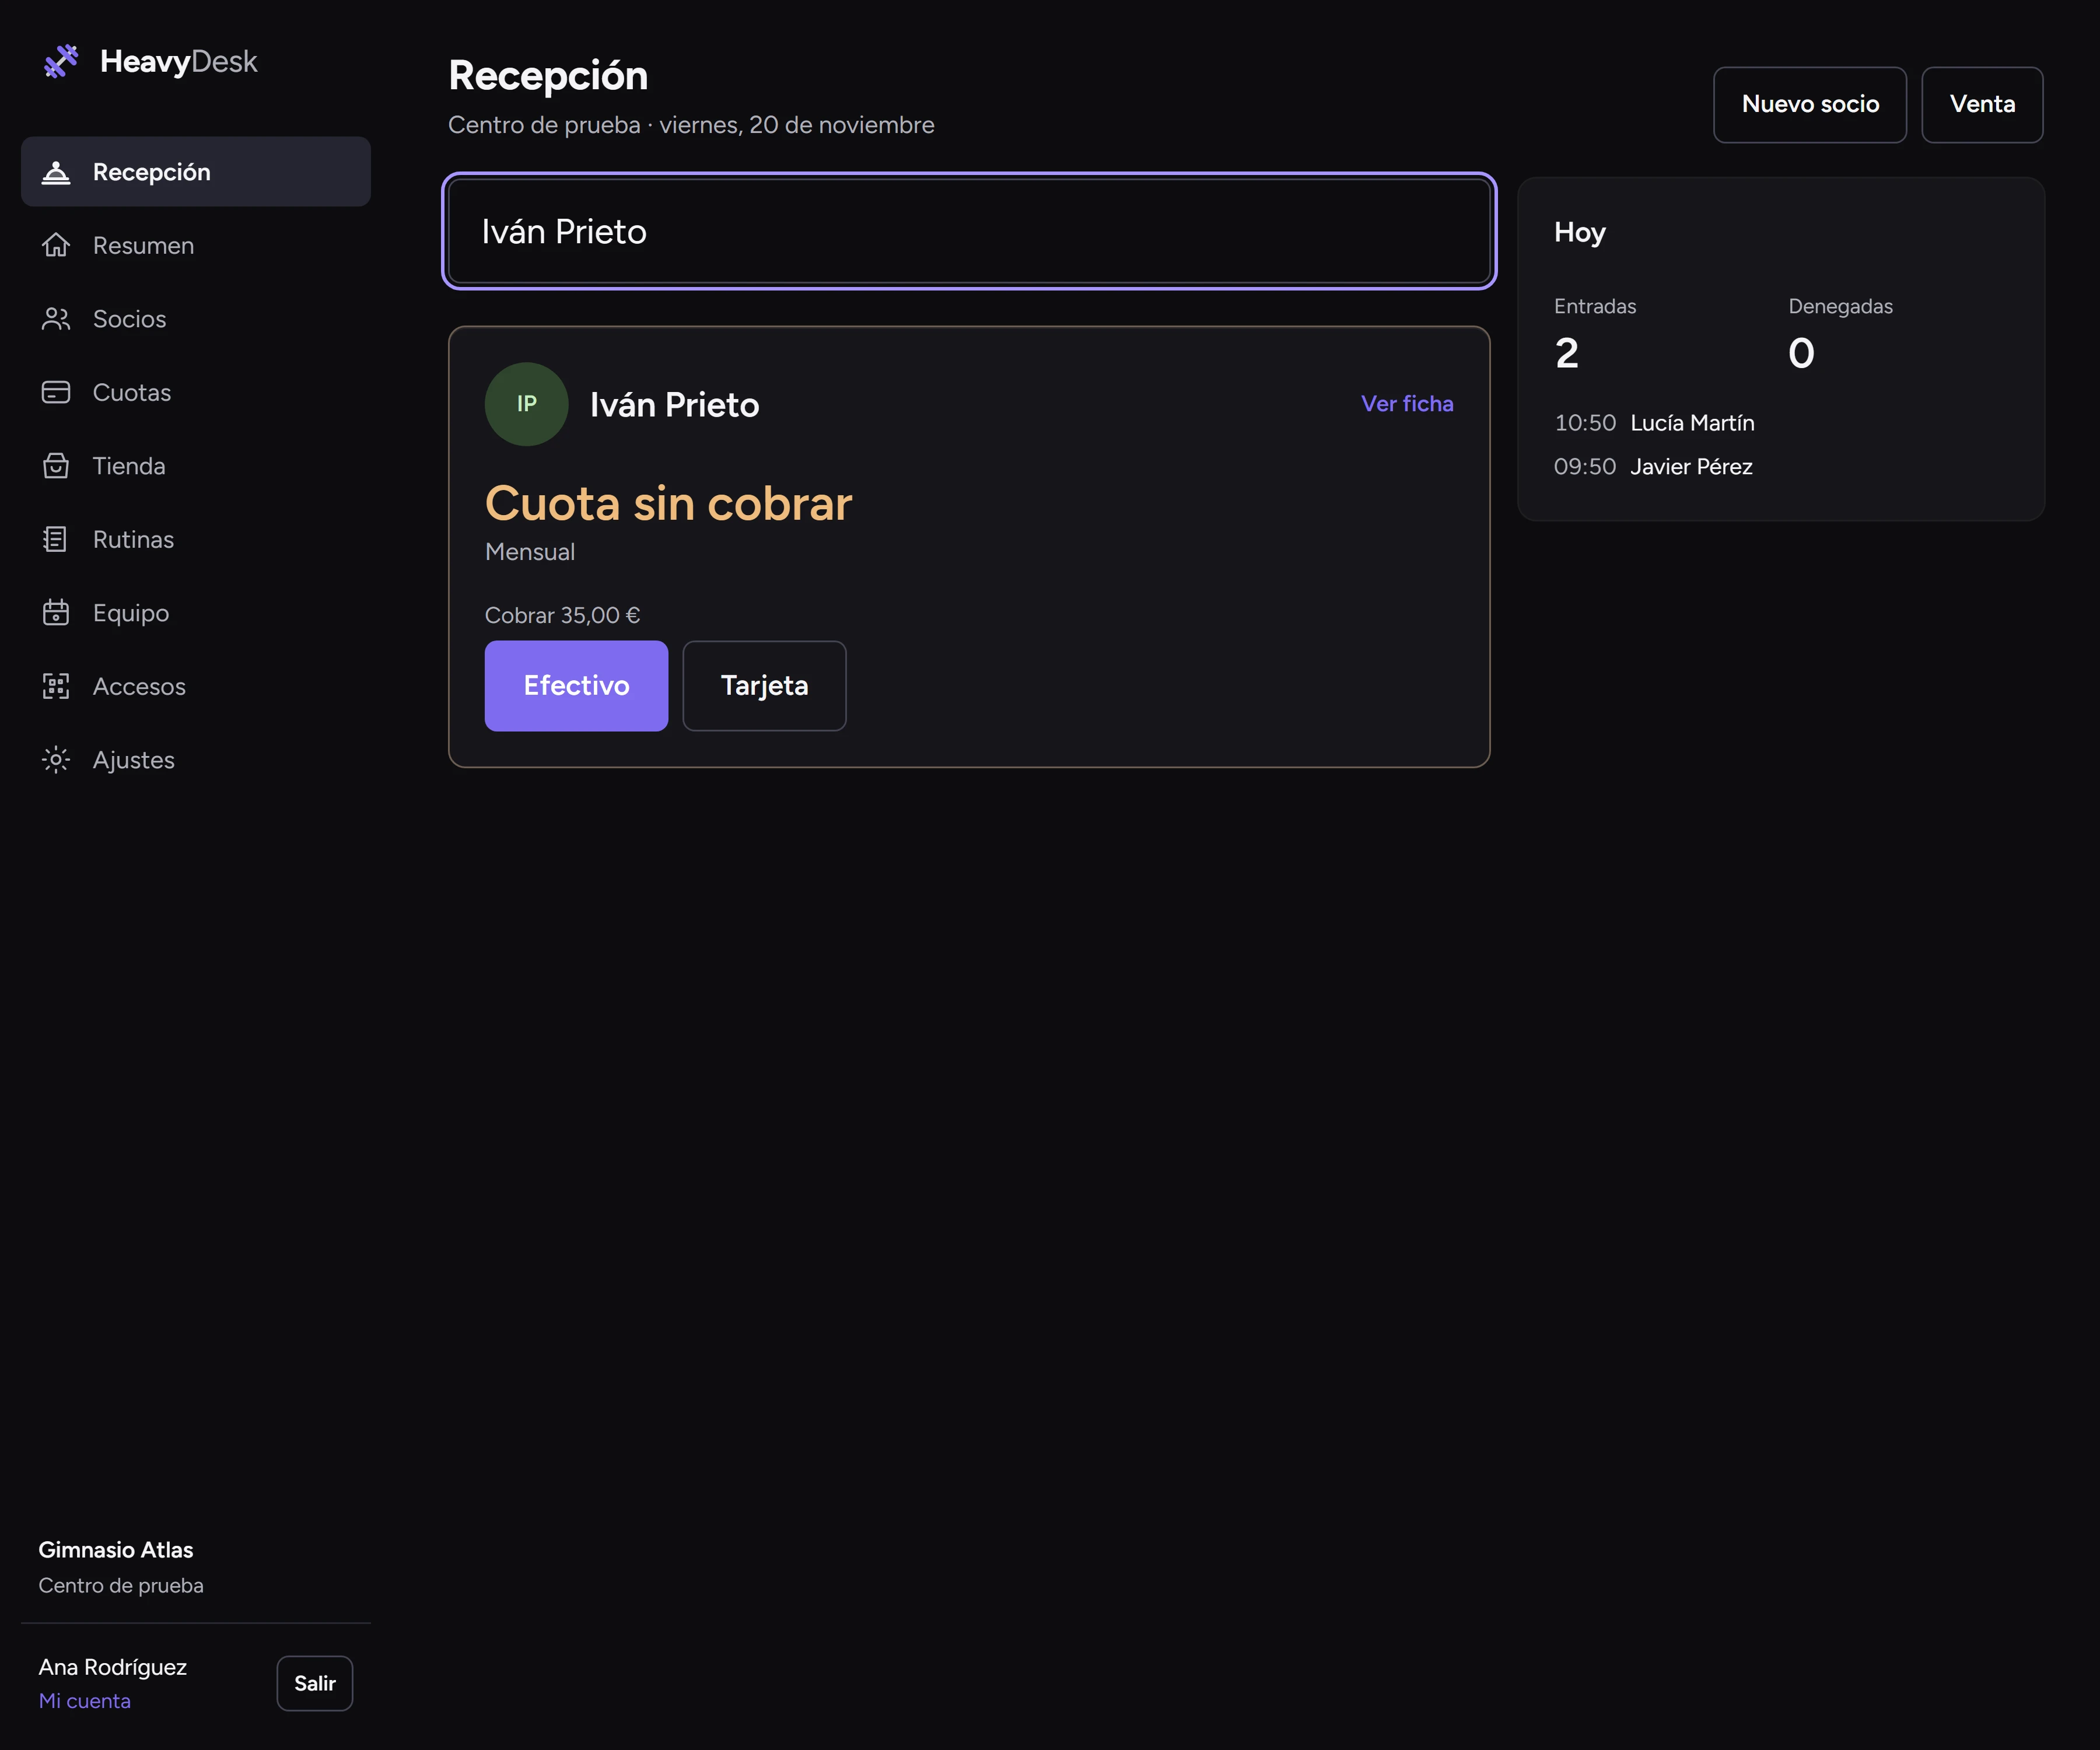 HeavyDesk
Recepción
Resumen
Socios
Cuotas
Tienda
Rutinas
Equipo
Accesos
Ajustes
Gimnasio Atlas
Centro de prueba
Ana Rodríguez
Mi cuenta
Salir
Recepción
Centro de prueba · viernes, 20 de noviembre
Nuevo socio
Venta
Iván Prieto
IP
Iván Prieto
Ver ficha
Cuota sin cobrar
Mensual
Cobrar 35,00 €
Efectivo
Tarjeta
Hoy
Entradas
2
Denegadas
0
10:50 Lucía Martín
09:50 Javier Pérez